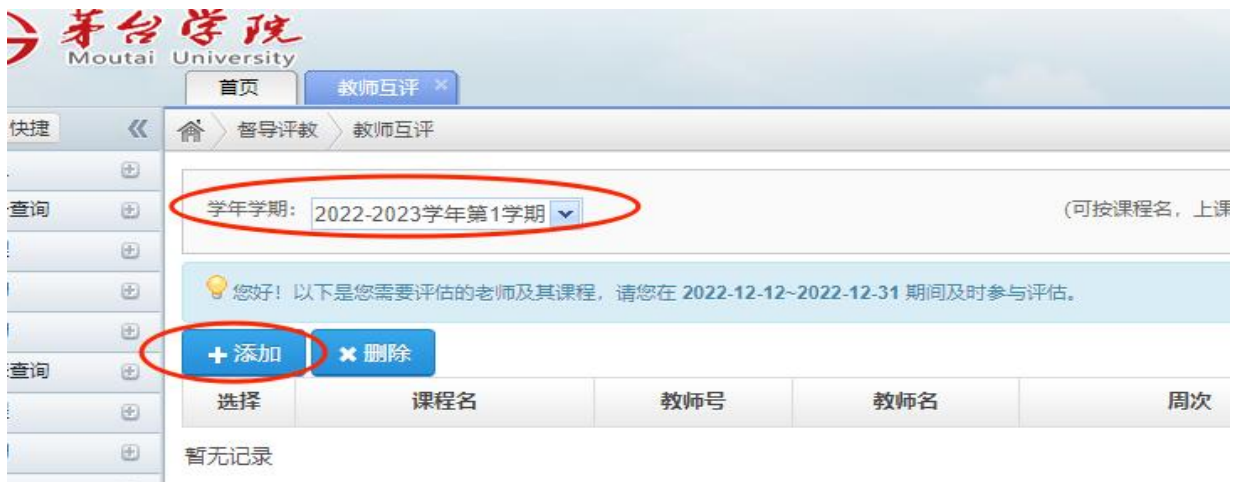 茅台学院
Moutai University
首页 教师互评 ×
快捷 «
督导评教 教师互评
查询
学年学期: 2022-2023学年第1学期 (可按课程名, 上课
您好! 以下是您需要评估的老师及其课程, 请您在 2022-12-12~2022-12-31 期间及时参与评估。
+添加 ×删除
查询
选择 课程名 教师号 教师名 周次
暂无记录